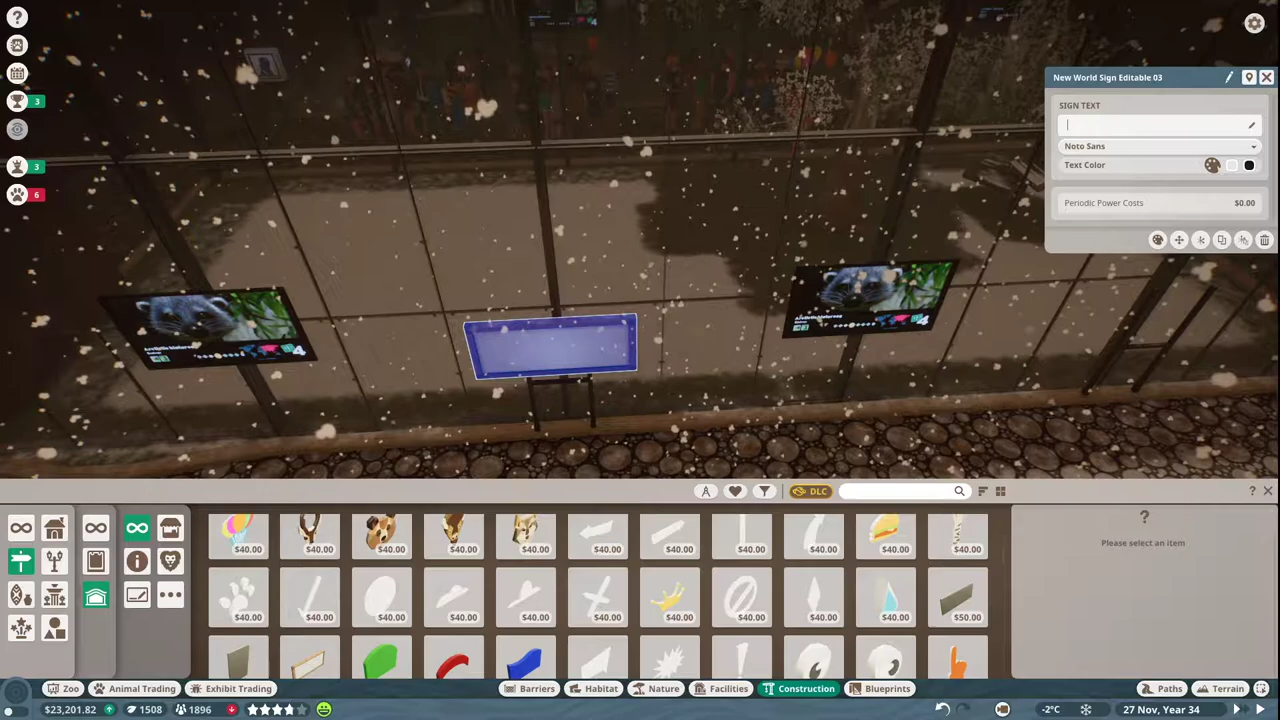 New World Sign Editable 03
SIGN TEXT
Noto Sans
Text Color
Periodic Power Costs $0.00
3
3
6
4
4
DLC
?
Please select an item
$40.00 $40.00 $40.00 $40.00 $40.00 $40.00 $40.00 $40.00 $40.00 $40.00 $40.00
$40.00 $40.00 $40.00 $40.00 $40.00 $40.00 $40.00 $40.00 $40.00 $40.00 $50.00
Zoo Animal Trading Exhibit Trading Barriers Habitat Nature Facilities Construction Blueprints Paths Terrain
$23,201.82 1508 1896 -2°C 27 Nov, Year 34